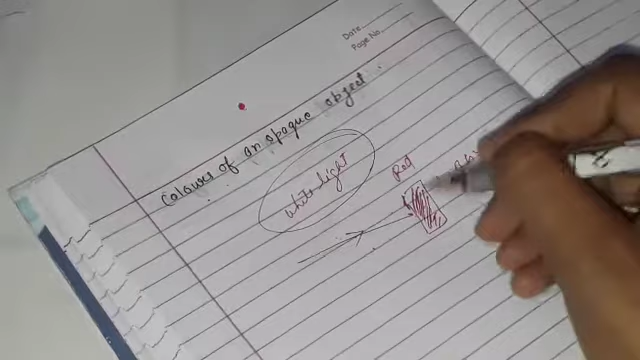 Date
Page No.
Colours of an opaque object.
white light
Red